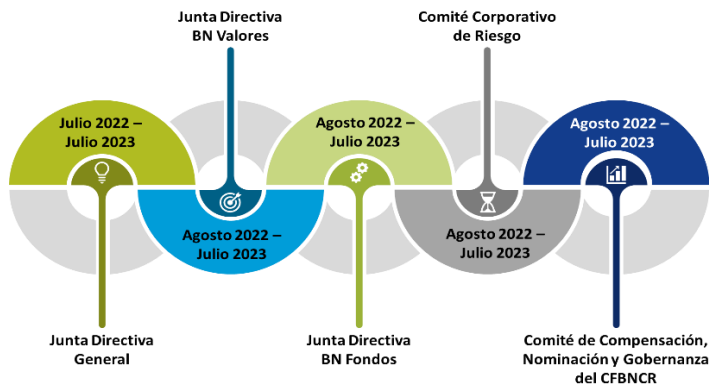 Junta Directiva
BN Valores
Comité Corporativo
de Riesgo
Julio 2022 –
Julio 2023
Agosto 2022 –
Julio 2023
Agosto 2022 –
Julio 2023
Agosto 2022 –
Julio 2023
Agosto 2022 –
Julio 2023
Junta Directiva
General
Junta Directiva
BN Fondos
Comité de Compensación,
Nominación y Gobernanza
del CFBNCR